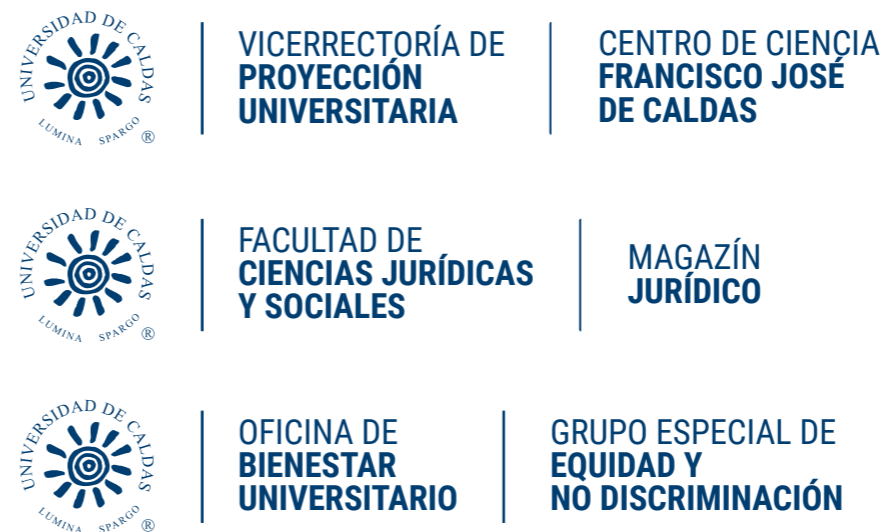 UNIVERSIDAD DE CALDAS
LUMINA SPARGO
®
VICERRECTORÍA DE
PROYECCIÓN
UNIVERSITARIA
CENTRO DE CIENCIA
FRANCISCO JOSÉ
DE CALDAS
UNIVERSIDAD DE CALDAS
LUMINA SPARGO
®
FACULTAD DE
CIENCIAS JURÍDICAS
Y SOCIALES
MAGAZÍN
JURÍDICO
UNIVERSIDAD DE CALDAS
LUMINA SPARGO
®
OFICINA DE
BIENESTAR
UNIVERSITARIO
GRUPO ESPECIAL DE
EQUIDAD Y
NO DISCRIMINACIÓN